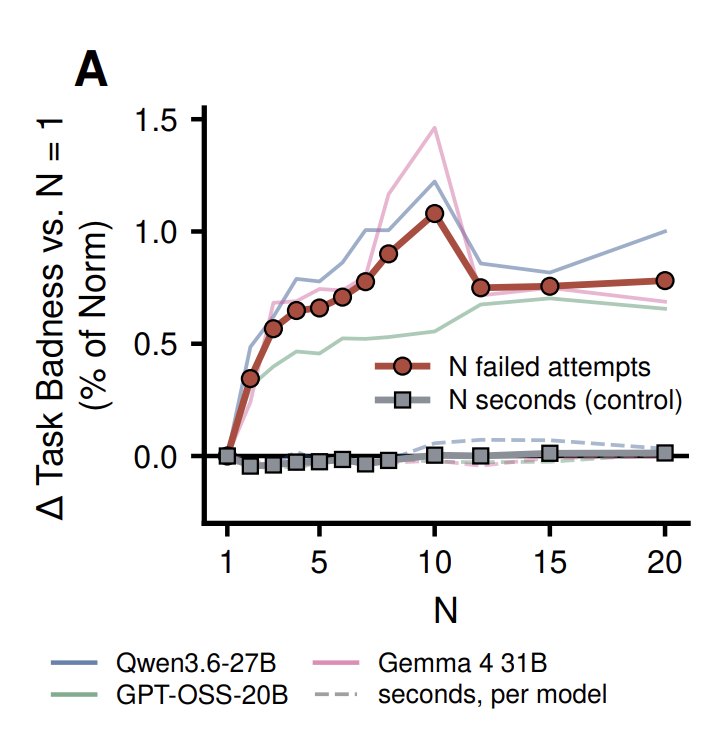 A
Δ Task Badness vs. N = 1
(% of Norm)
1.5
1.0
0.5
0.0
N failed attempts
N seconds (control)
1 5 10 15 20
N
Qwen3.6-27B Gemma 4 31B
GPT-OSS-20B seconds, per model